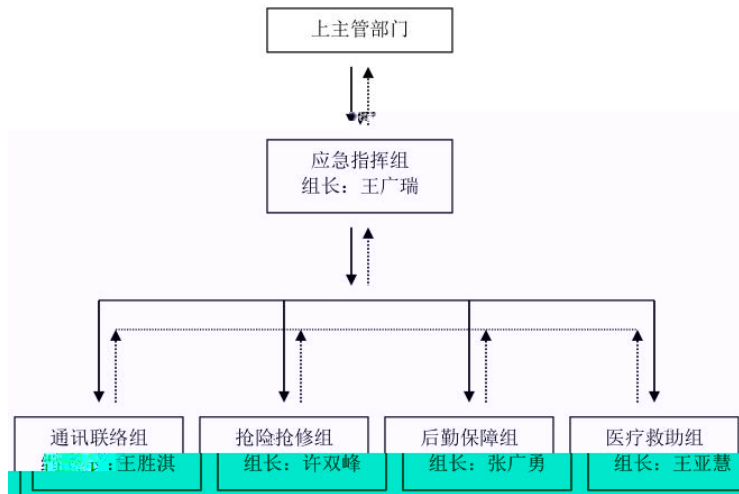 上主管部门
应急指挥组
组长：王广瑞
通讯联络组
：王胜淇
抢险抢修组
组长：许双峰
后勤保障组
组长：张广勇
医疗救助组
组长：王亚慧